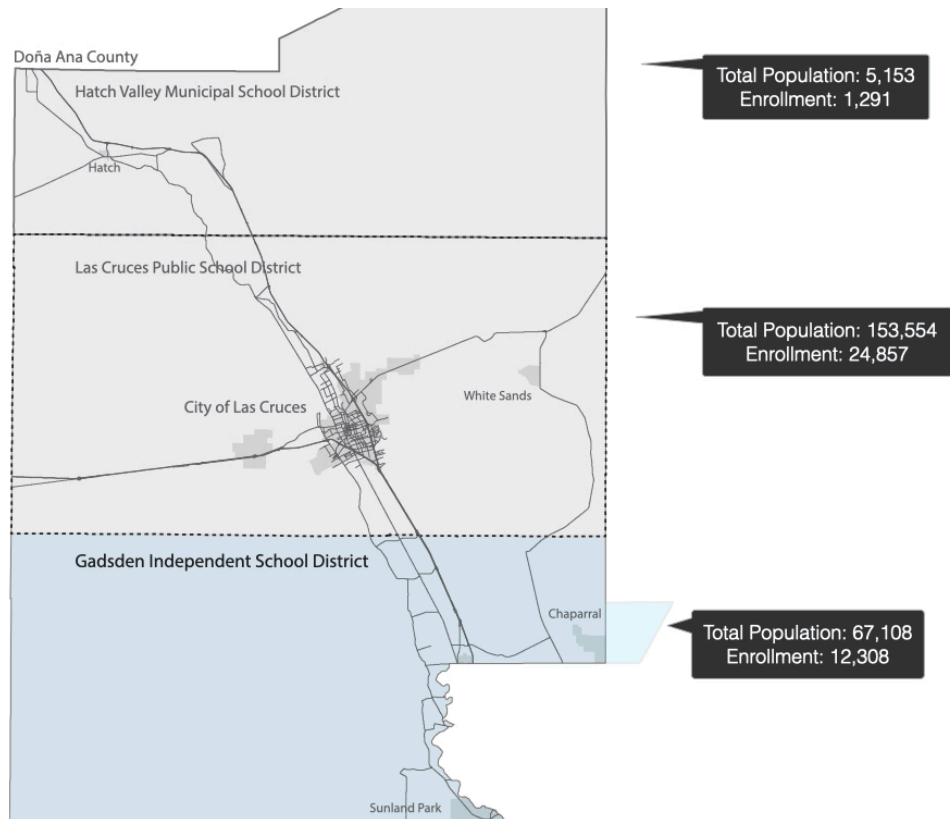 Doña Ana County
Hatch Valley Municipal School District
Total Population: 5,153
Enrollment: 1,291
Hatch
Las Cruces Public School District
Total Population: 153,554
Enrollment: 24,857
White Sands
City of Las Cruces
Gadsden Independent School District
Chaparral
Total Population: 67,108
Enrollment: 12,308
Sunland Park